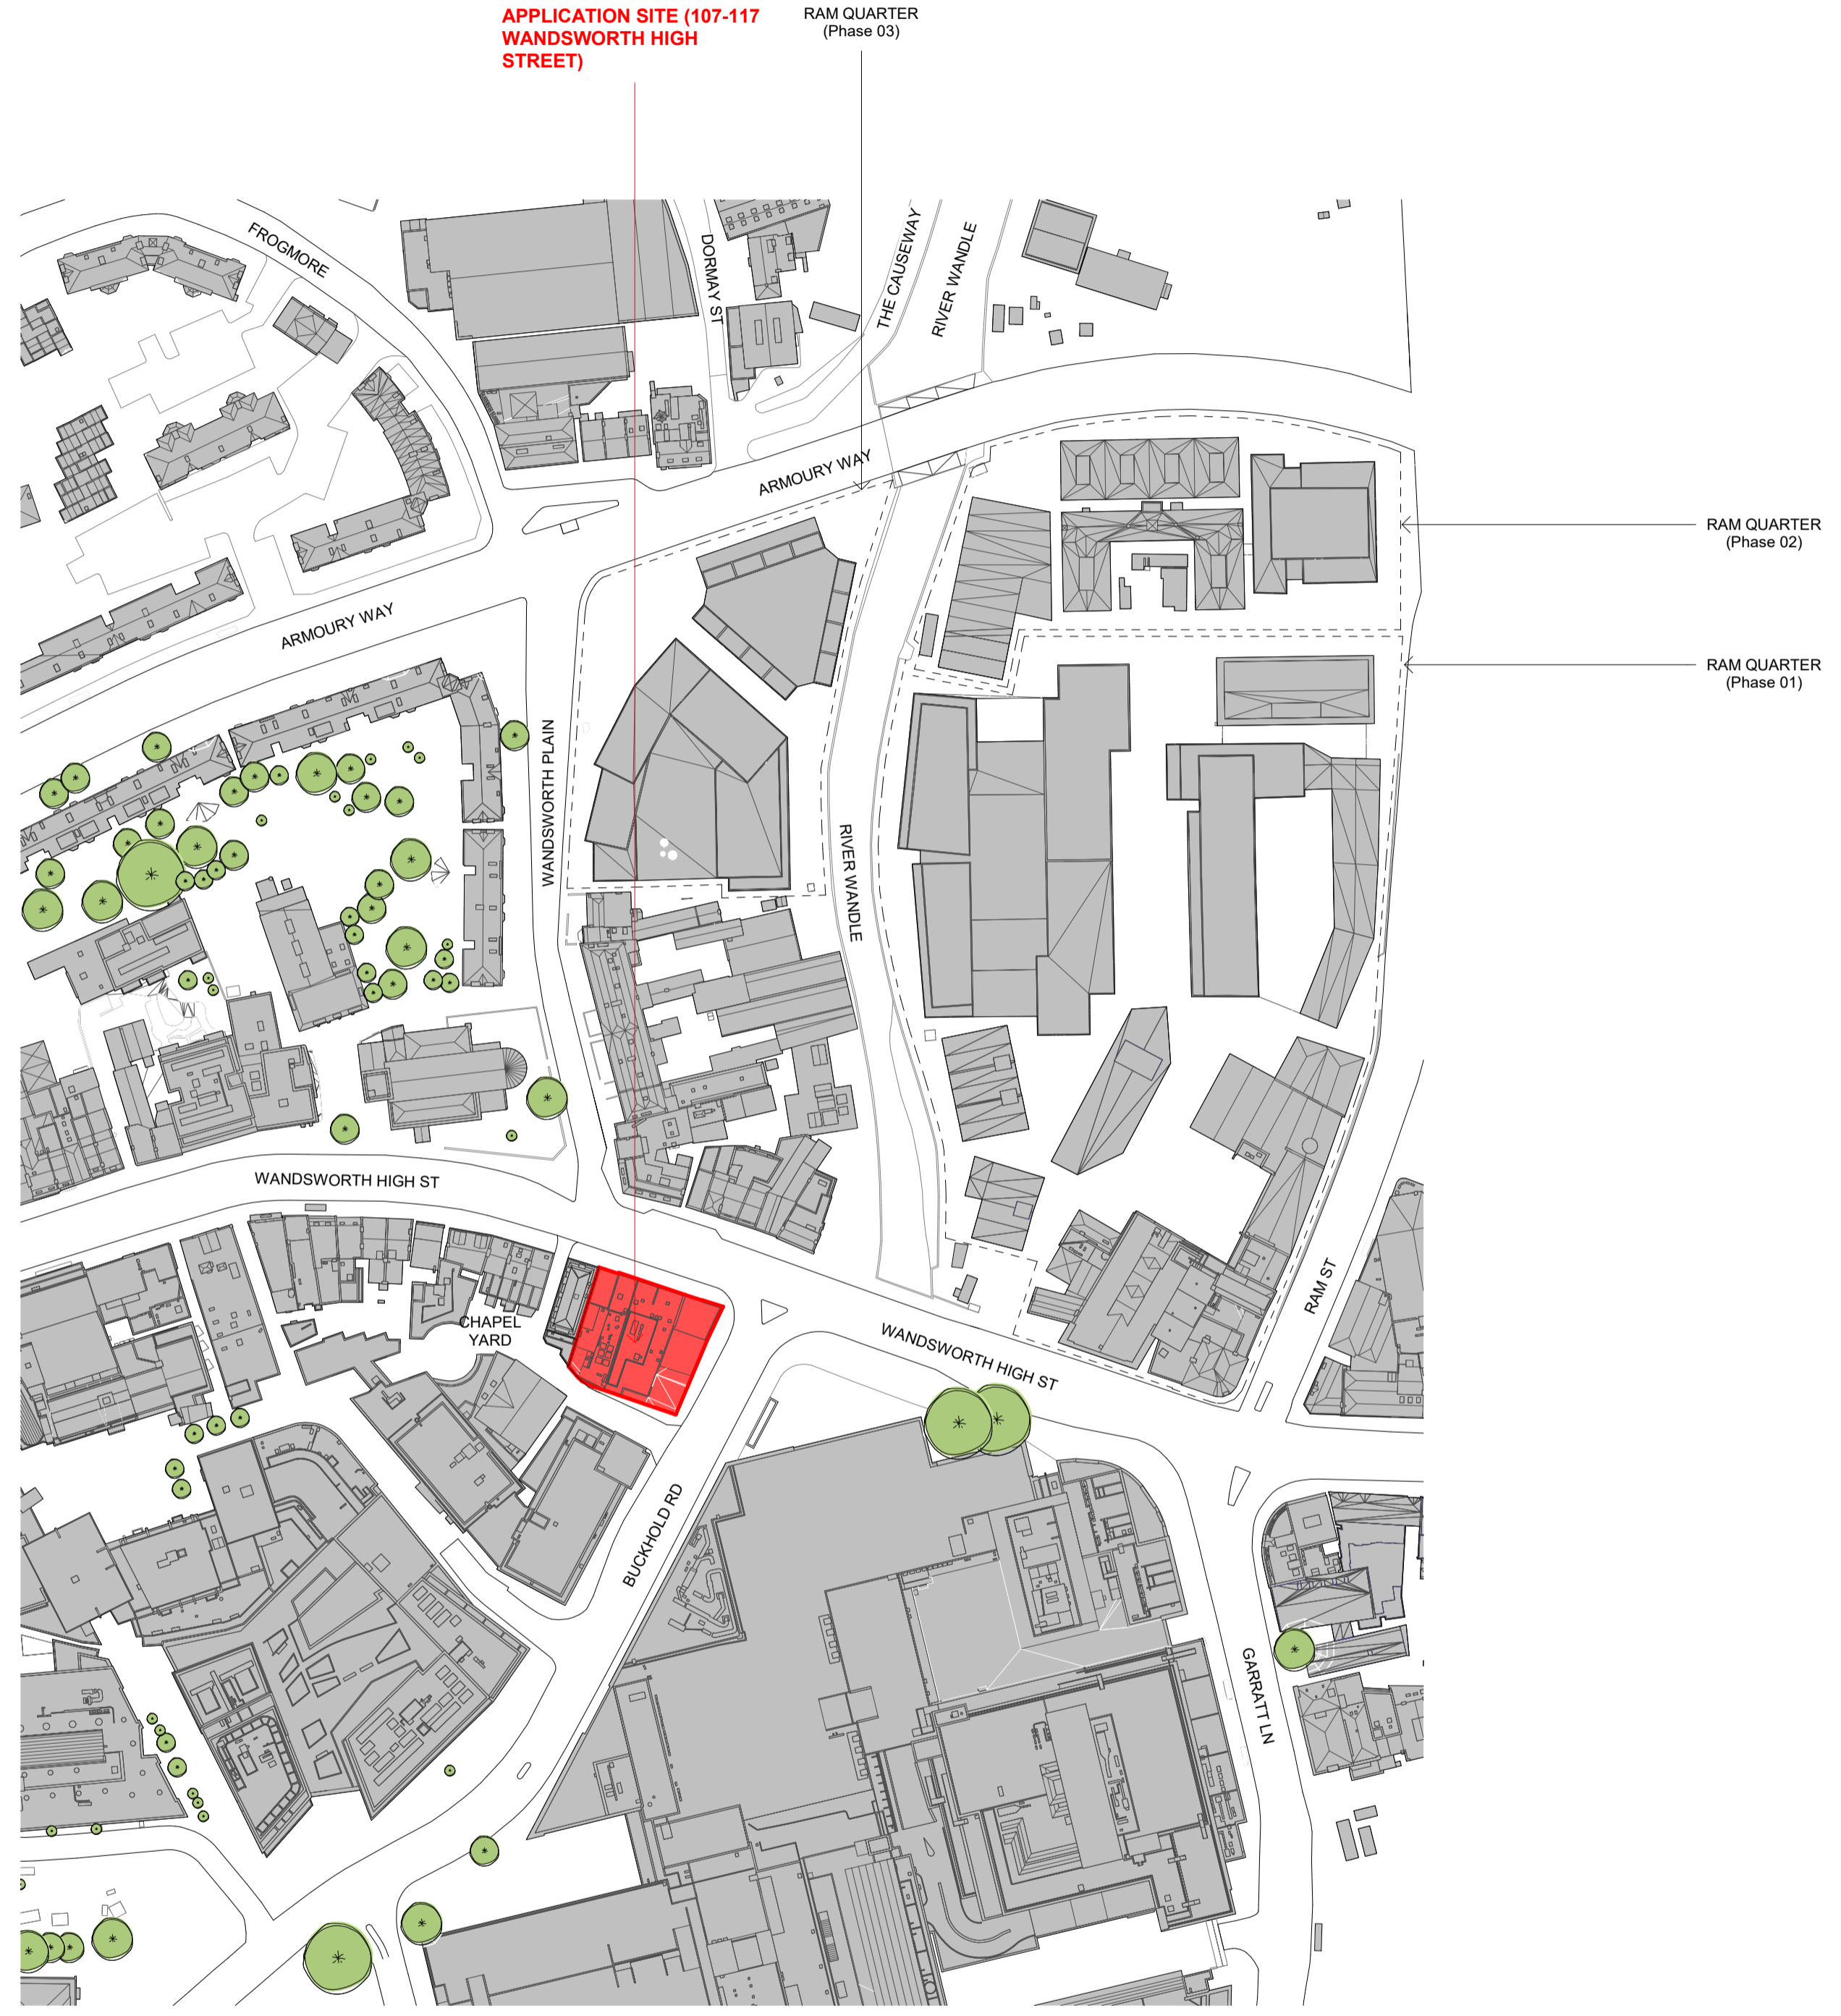 APPLICATION SITE (107-117
WANDSWORTH HIGH
STREET)
RAM QUARTER
(Phase 03)
FROGMORE
DORMAY ST
THE CAUSEWAY
RIVER WANDLE
ARMOURY WAY
RAM QUARTER
(Phase 02)
ARMOURY WAY
RAM QUARTER
(Phase 01)
WANDSWORTH PLAIN
RIVER WANDLE
WANDSWORTH HIGH ST
RAM ST
CHAPEL
YARD
WANDSWORTH HIGH ST
BUCKHOLD RD
GARRATT LN